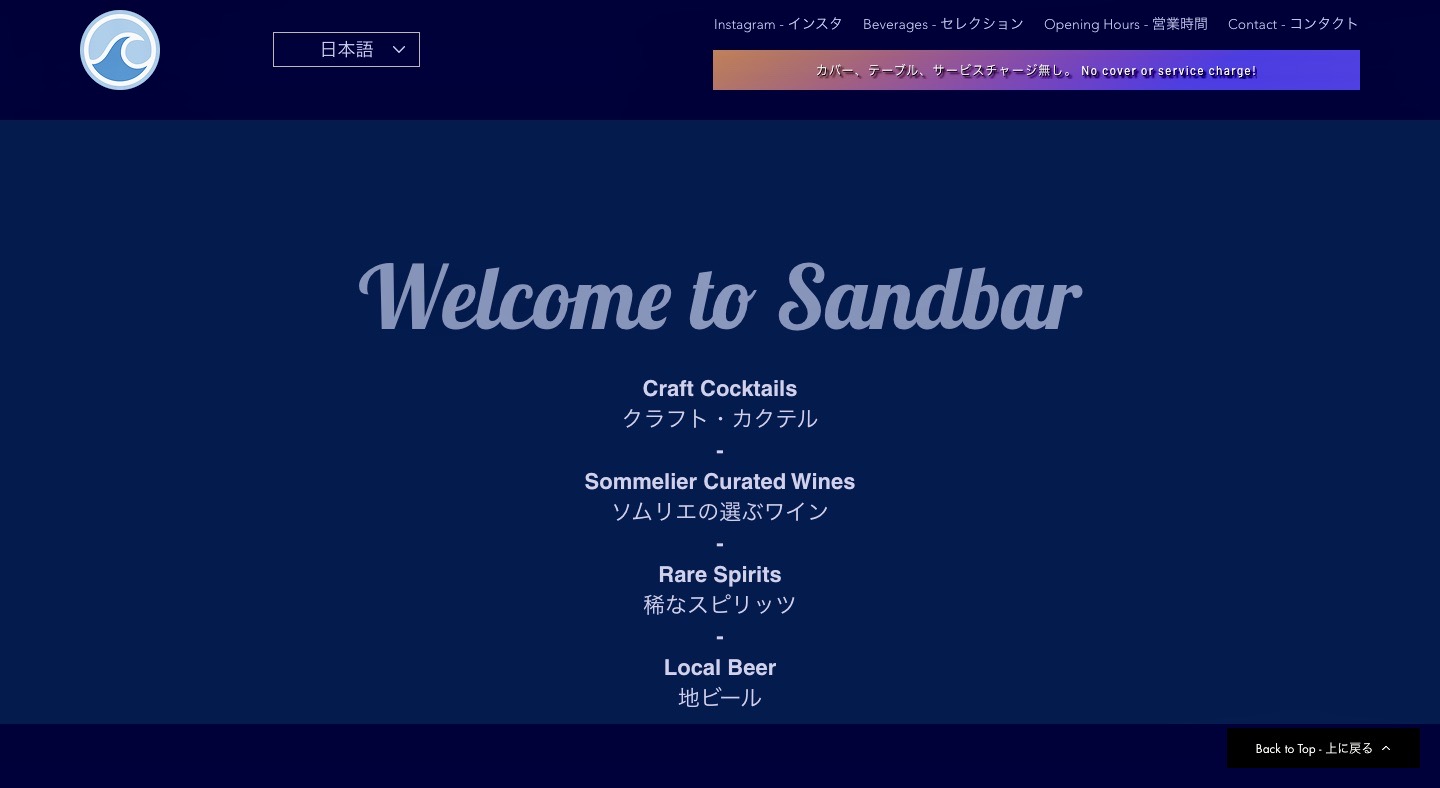 日本語
Instagram - インスタ
Beverages - セレクション
Opening Hours - 営業時間
Contact - コンタクト
カバー、テーブル、サービスチャージ無し。 No cover or service charge!
Welcome to Sandbar
Craft Cocktails
クラフト・カクテル
-
Sommelier Curated Wines
ソムリエの選ぶワイン
-
Rare Spirits
稀なスピリッツ
-
Local Beer
地ビール
Back to Top - 上に戻る